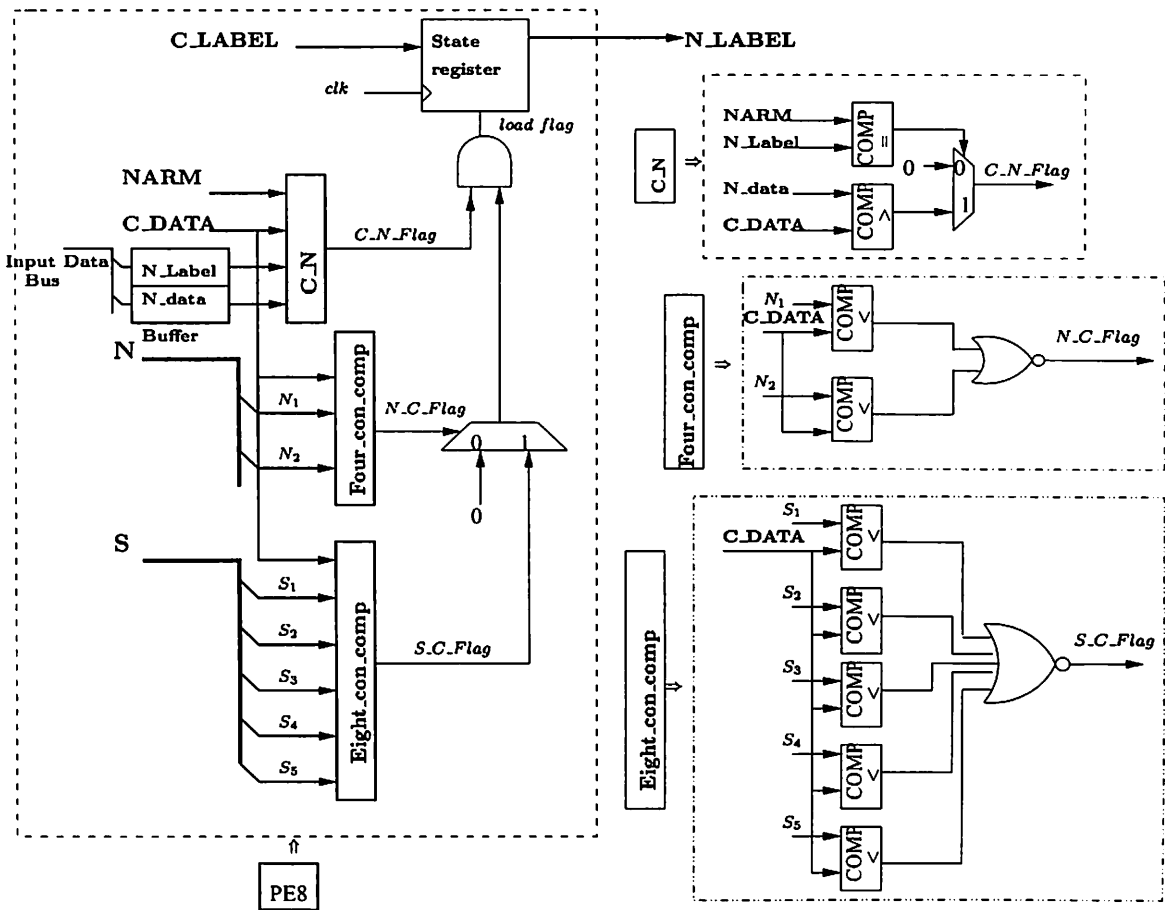 C_LABEL
State
register
N_LABEL
clk
load flag
NARM
C_DATA
Input Data
Bus
N_Label
N_data
Buffer
C_N
C_N_Flag
N
N₁
N₂
Four_con_comp
N_C_Flag
0 1
0
S
S₁
S₂
S₃
S₄
S₅
Eight_con_comp
S_C_Flag
⇑
PE8
C_N
⇒
NARM
N_Label
COMP
=
0
0
1
C_N_Flag
N_data
C_DATA
COMP
>
Four_con_comp
⇒
N₁
C_DATA
COMP
<
N₂
COMP
<
N_C_Flag
Eight_con_comp
⇒
S₁
C_DATA
COMP
<
S₂
COMP
<
S₃
COMP
<
S₄
COMP
<
S₅
COMP
<
S_C_Flag